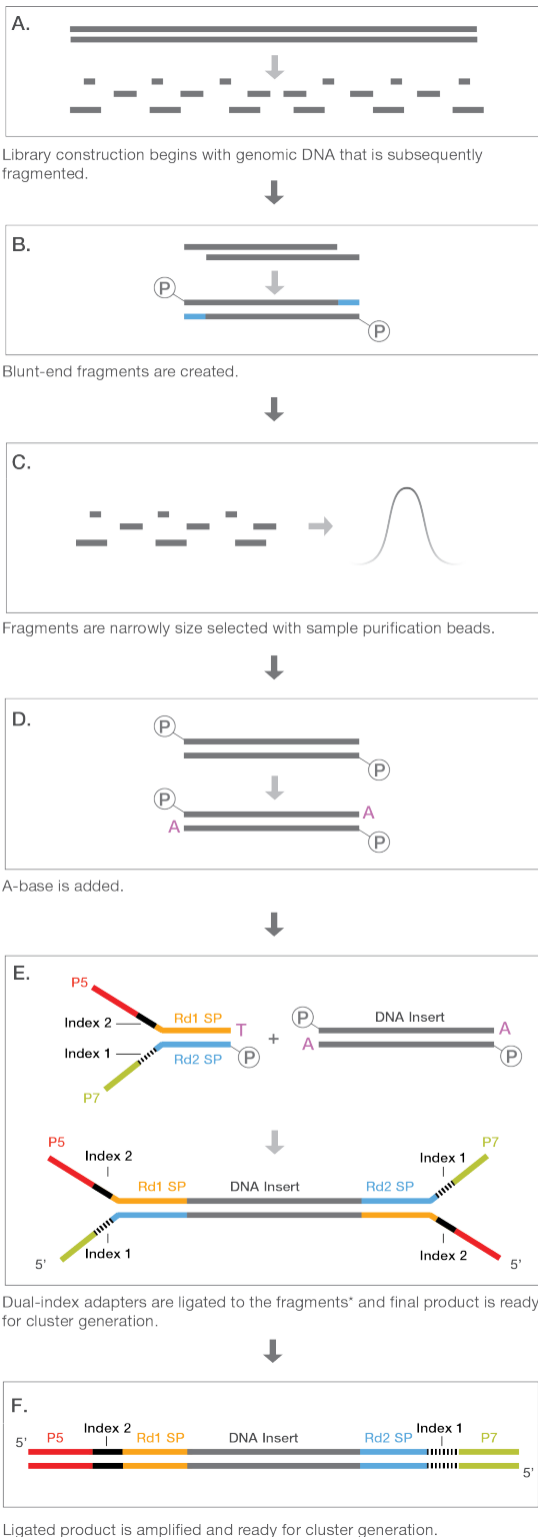 A.
Library construction begins with genomic DNA that is subsequently
fragmented.
B.
P
P
Blunt-end fragments are created.
C.
Fragments are narrowly size selected with sample purification beads.
D.
P
P
P
A
A
P
A-base is added.
E.
P5
Index 2
Rd1 SP
T
Index 1
Rd2 SP
P
P7
+
P
DNA Insert
A
A
P
P5
Index 2
Rd1 SP
DNA Insert
Rd2 SP
Index 1
P7
5’
Index 1
Index 2
5’
Dual-index adapters are ligated to the fragments* and final product is ready
for cluster generation.
F.
5’
P5
Index 2
Rd1 SP
DNA Insert
Rd2 SP
Index 1
P7
5’
Ligated product is amplified and ready for cluster generation.